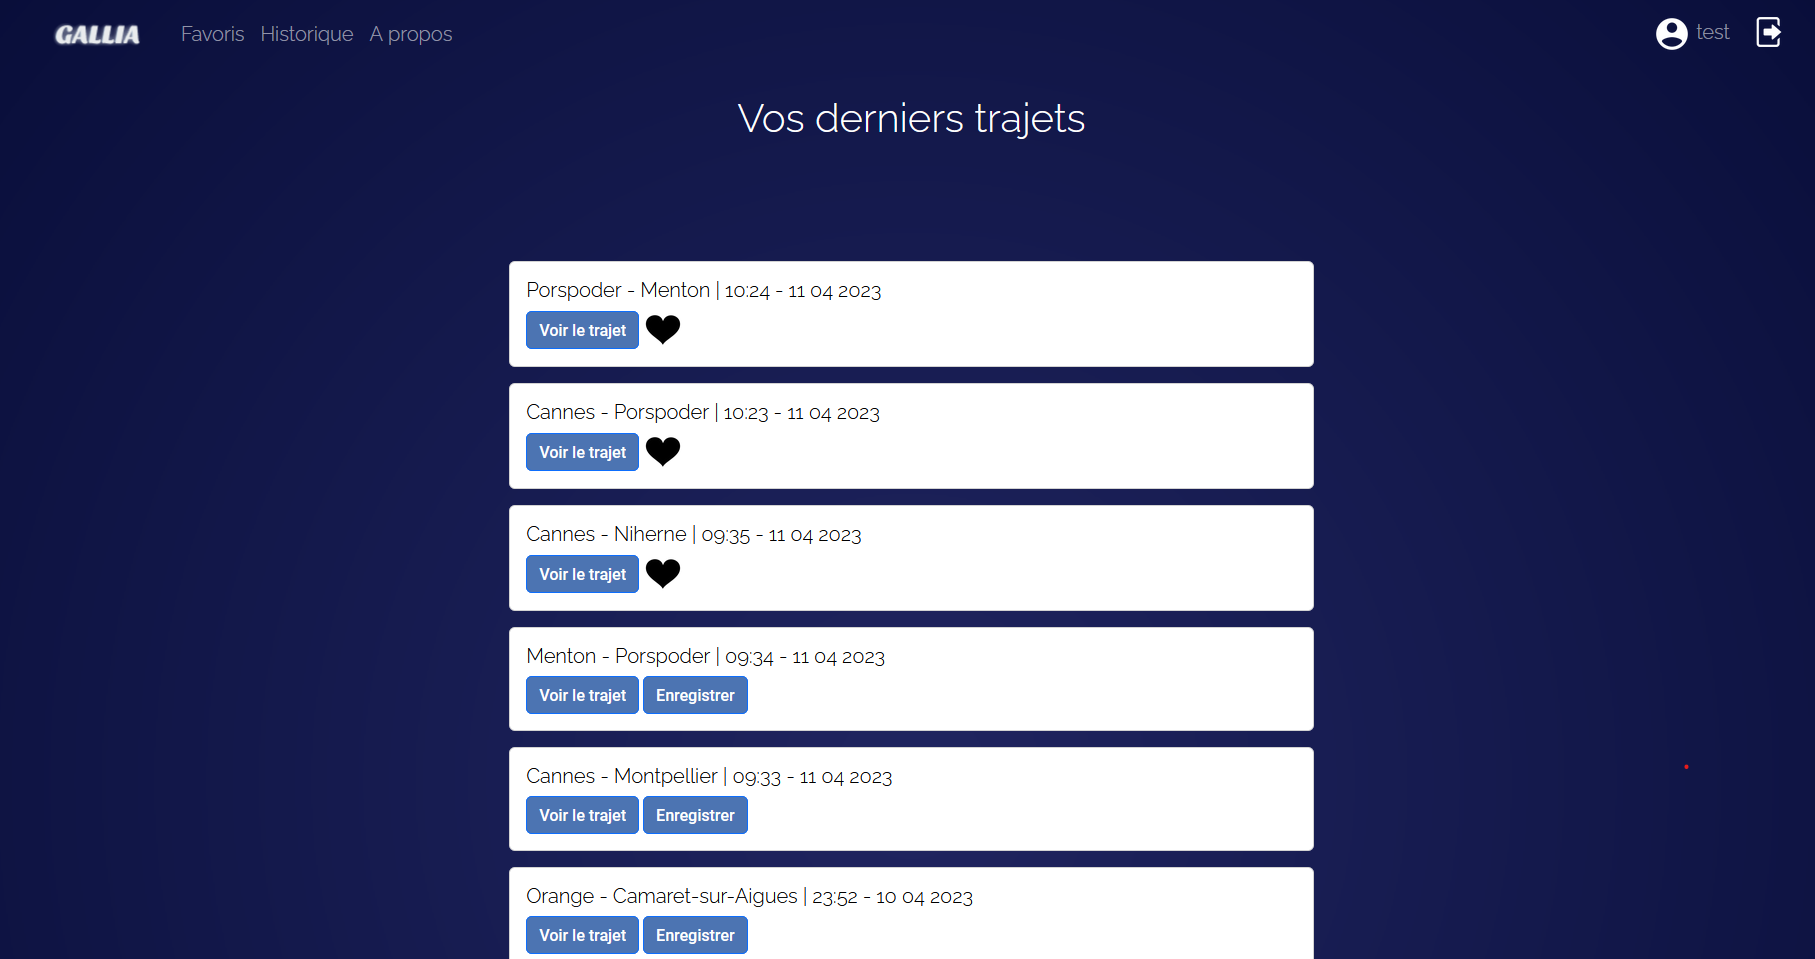 GALLIA Favoris Historique A propos test
Vos derniers trajets
Porspoder - Menton | 10:24 - 11 04 2023
Voir le trajet
Cannes - Porspoder | 10:23 - 11 04 2023
Voir le trajet
Cannes - Niherne | 09:35 - 11 04 2023
Voir le trajet
Menton - Porspoder | 09:34 - 11 04 2023
Voir le trajet Enregistrer
Cannes - Montpellier | 09:33 - 11 04 2023
Voir le trajet Enregistrer
Orange - Camaret-sur-Aigues | 23:52 - 10 04 2023
Voir le trajet Enregistrer